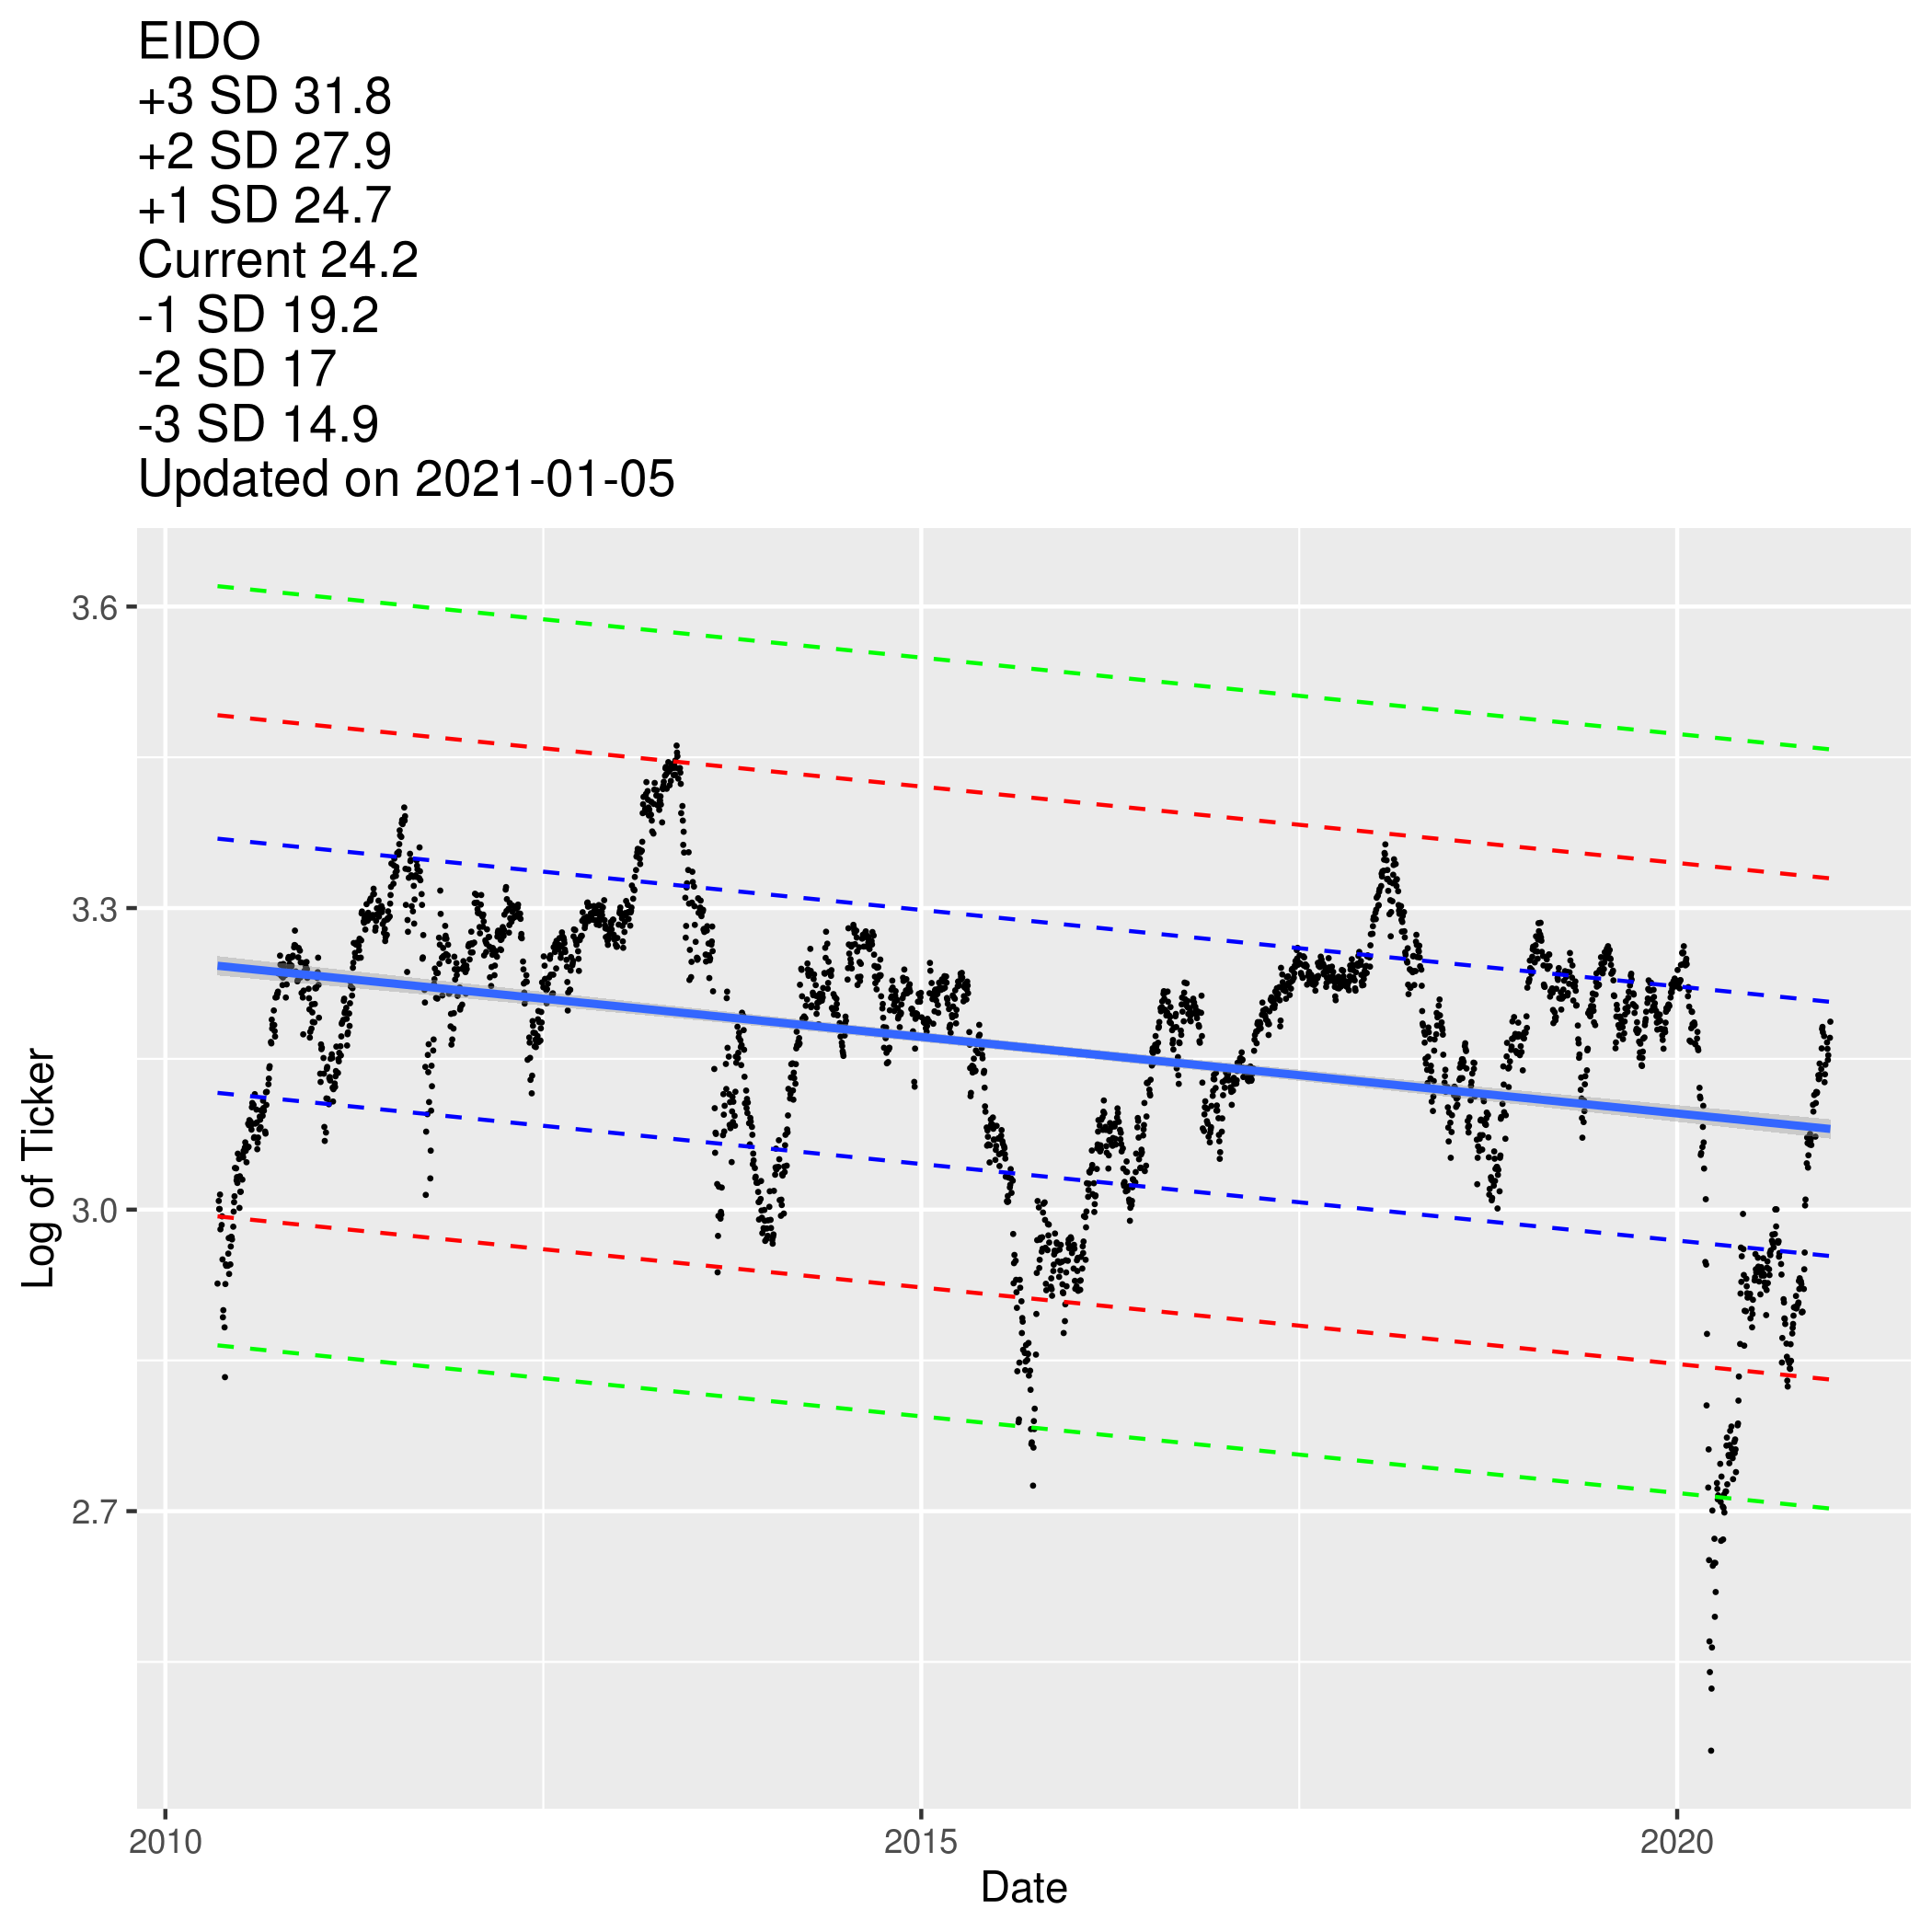 EIDO
+3 SD 31.8
+2 SD 27.9
+1 SD 24.7
Current 24.2
-1 SD 19.2
-2 SD 17
-3 SD 14.9
Updated on 2021-01-05
3.6
3.3
3.0
2.7
Log of Ticker
2010
2015
2020
Date